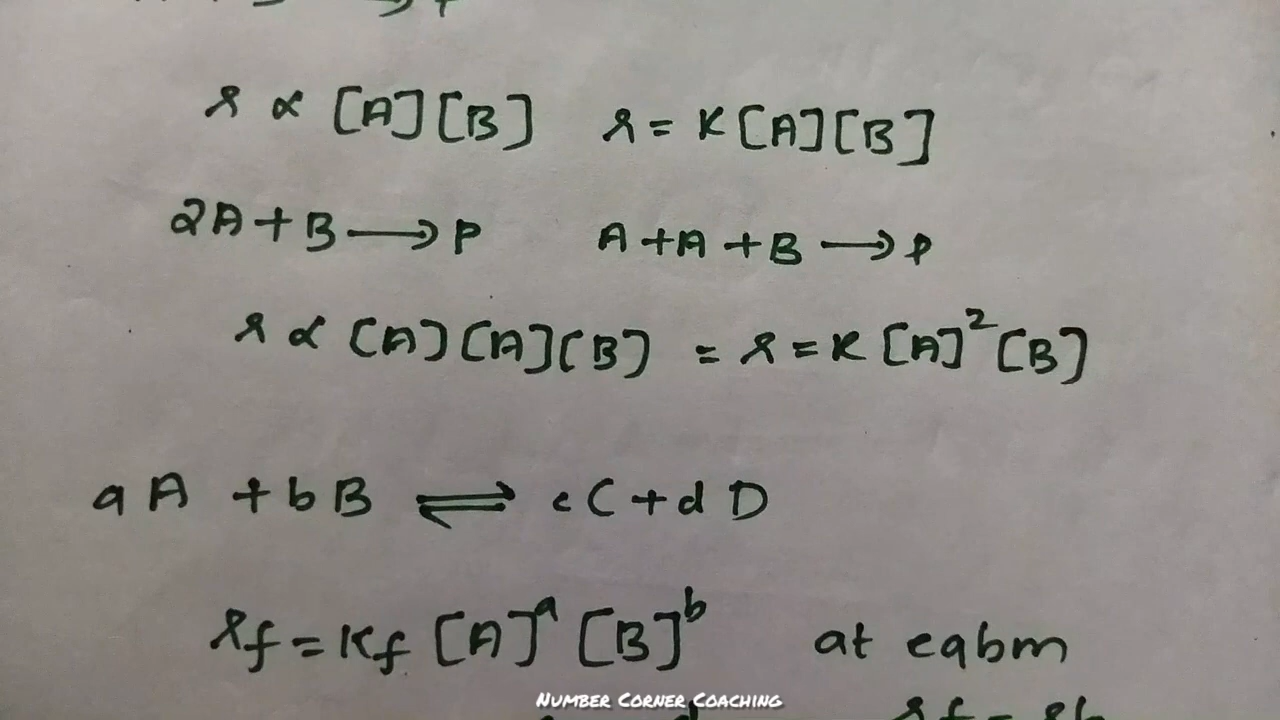 r ∝ [A][B] r = K[A][B]
2A + B ⟶ P A + A + B ⟶ P
r ∝ [A][A][B] = r = K[A]²[B]
aA + bB ⇌ cC + dD
rf = Kf [A]ᵃ [B]ᵇ at eqbm
NUMBER CORNER COACHING